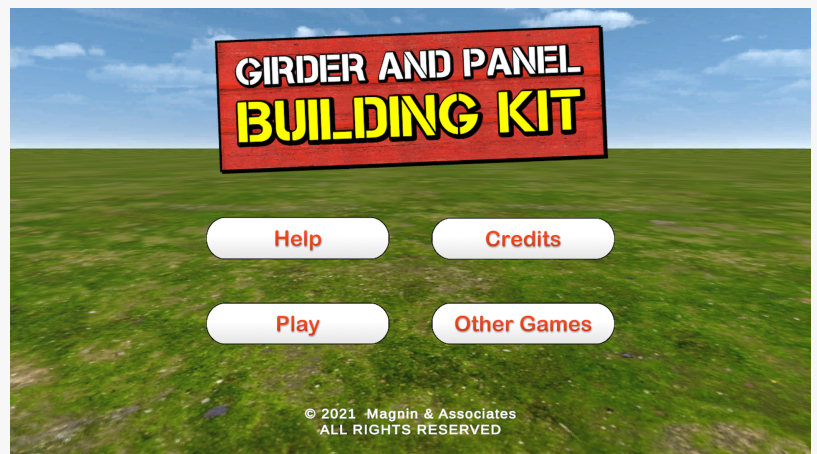 GIRDER AND PANEL
BUILDING KIT
Help
Credits
Play
Other Games
© 2021 Magnin & Associates
ALL RIGHTS RESERVED